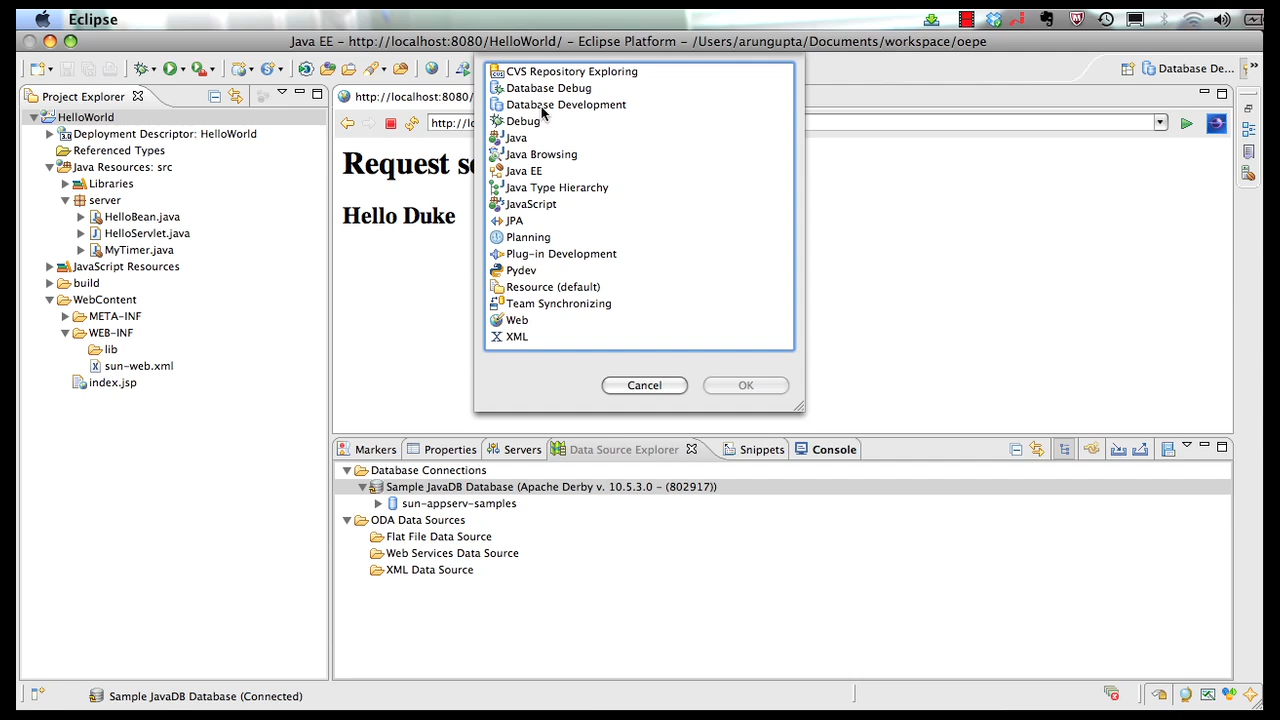 Eclipse
Java EE - http://localhost:8080/HelloWorld/ - Eclipse Platform - /Users/arungupta/Documents/workspace/oepe
Database De...
Project Explorer
http://localhost:8080/
http://lo
HelloWorld
Deployment Descriptor: HelloWorld
Referenced Types
Java Resources: src
Libraries
server
HelloBean.java
HelloServlet.java
MyTimer.java
JavaScript Resources
build
WebContent
META-INF
WEB-INF
lib
sun-web.xml
index.jsp
Request se
Hello Duke
CVS Repository Exploring
Database Debug
Database Development
Debug
Java
Java Browsing
Java EE
Java Type Hierarchy
JavaScript
JPA
Planning
Plug-in Development
Pydev
Resource (default)
Team Synchronizing
Web
XML
Cancel
OK
Markers
Properties
Servers
Data Source Explorer
Snippets
Console
Database Connections
Sample JavaDB Database (Apache Derby v. 10.5.3.0 - (802917))
sun-appserv-samples
ODA Data Sources
Flat File Data Source
Web Services Data Source
XML Data Source
Sample JavaDB Database (Connected)